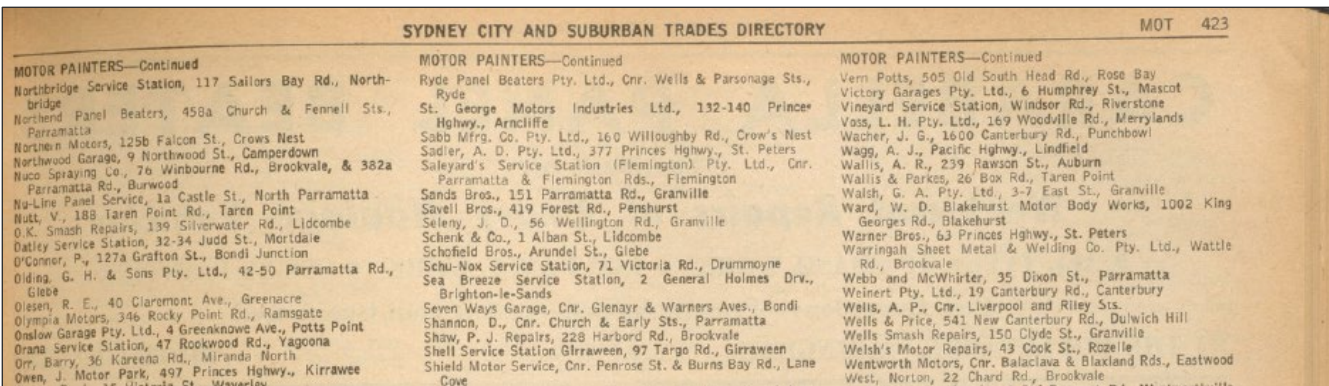 SYDNEY CITY AND SUBURBAN TRADES DIRECTORY
MOT 423
MOTOR PAINTERS—Continued
Northbridge Service Station, 117 Sailors Bay Rd., North-
bridge
Northend Panel Beaters, 458a Church & Fennell Sts.,
Parramatta
Northern Motors, 125b Falcon St., Crows Nest
Northwood Garage, 9 Northwood St., Camperdown
Nuco Spraying Co., 76 Winbourne Rd., Brookvale, & 382a
Parramatta Rd., Burwood
Nu-Line Panel Service, 1a Castle St., North Parramatta
Nutt, V., 188 Taren Point Rd., Taren Point
O.K. Smash Repairs, 139 Silverwater Rd., Lidcombe
Oatley Service Station, 32-34 Judd St., Mortdale
O'Connor, P., 127a Grafton St., Bondi Junction
Olding, G. H. & Sons Pty. Ltd., 42-50 Parramatta Rd.,
Glebe
Olesen, R. E., 40 Claremont Ave., Greenacre
Olympia Motors, 346 Rocky Point Rd., Ramsgate
Onslow Garage Pty. Ltd., 4 Greenknowe Ave., Potts Point
Orana Service Station, 47 Rookwood Rd., Yagoona
Orr, Barry, 36 Kareena Rd., Miranda North
Owen, J. Motor Park, 497 Princes Hghwy., Kirrawee
MOTOR PAINTERS—Continued
Ryde Panel Beaters Pty. Ltd., Cnr. Wells & Parsonage Sts.,
Ryde
St. George Motors Industries Ltd., 132-140 Princes
Hghwy., Arncliffe
Sabb Mfrg. Co. Pty. Ltd., 160 Willoughby Rd., Crow's Nest
Sadler, A. D. Pty. Ltd., 377 Princes Hghwy., St. Peters
Saleyard's Service Station (Flemington) Pty. Ltd., Cnr.
Parramatta & Flemington Rds., Flemington
Sands Bros., 151 Parramatta Rd., Granville
Savell Bros., 419 Forest Rd., Penshurst
Seleny, J. D., 56 Wellington Rd., Granville
Schenk & Co., 1 Alban St., Lidcombe
Schofield Bros., Arundel St., Glebe
Schu-Nox Service Station, 71 Victoria Rd., Drummoyne
Sea Breeze Service Station, 2 General Holmes Drv.,
Brighton-le-Sands
Seven Ways Garage, Cnr. Glenayr & Warners Aves., Bondi
Shannon, D., Cnr. Church & Early Sts., Parramatta
Shaw, P. J. Repairs, 228 Harbord Rd., Brookvale
Shell Service Station Girraween, 97 Targo Rd., Girraween
Shield Motor Service, Cnr. Penrose St. & Burns Bay Rd., Lane
Cove
MOTOR PAINTERS—Continued
Vern Potts, 505 Old South Head Rd., Rose Bay
Victory Garages Pty. Ltd., 6 Humphrey St., Mascot
Vineyard Service Station, Windsor Rd., Riverstone
Voss, L. H. Pty. Ltd., 169 Woodville Rd., Merrylands
Wacher, J. G., 1600 Canterbury Rd., Punchbowl
Wagg, A. J., Pacific Hghwy., Lindfield
Wallis, A. R., 239 Rawson St., Auburn
Wallis & Parkes, 26 Box Rd., Taren Point
Walsh, G. A. Pty. Ltd., 3-7 East St., Granville
Ward, W. D. Blakehurst Motor Body Works, 1002 King
Georges Rd., Blakehurst
Warner Bros., 63 Princes Hghwy., St. Peters
Warringah Sheet Metal & Welding Co. Pty. Ltd., Wattle
Rd., Brookvale
Webb and McWhirter, 35 Dixon St., Parramatta
Weinert Pty. Ltd., 19 Canterbury Rd., Canterbury
Wells, A. P., Cnr. Liverpool and Riley Sts.
Wells & Price, 541 New Canterbury Rd., Dulwich Hill
Wells Smash Repairs, 150 Clyde St., Granville
Welsh's Motor Repairs, 43 Cook St., Rozelle
Wentworth Motors, Cnr. Balaclava & Blaxland Rds., Eastwood
West, Norton, 22 Chard Rd., Brookvale